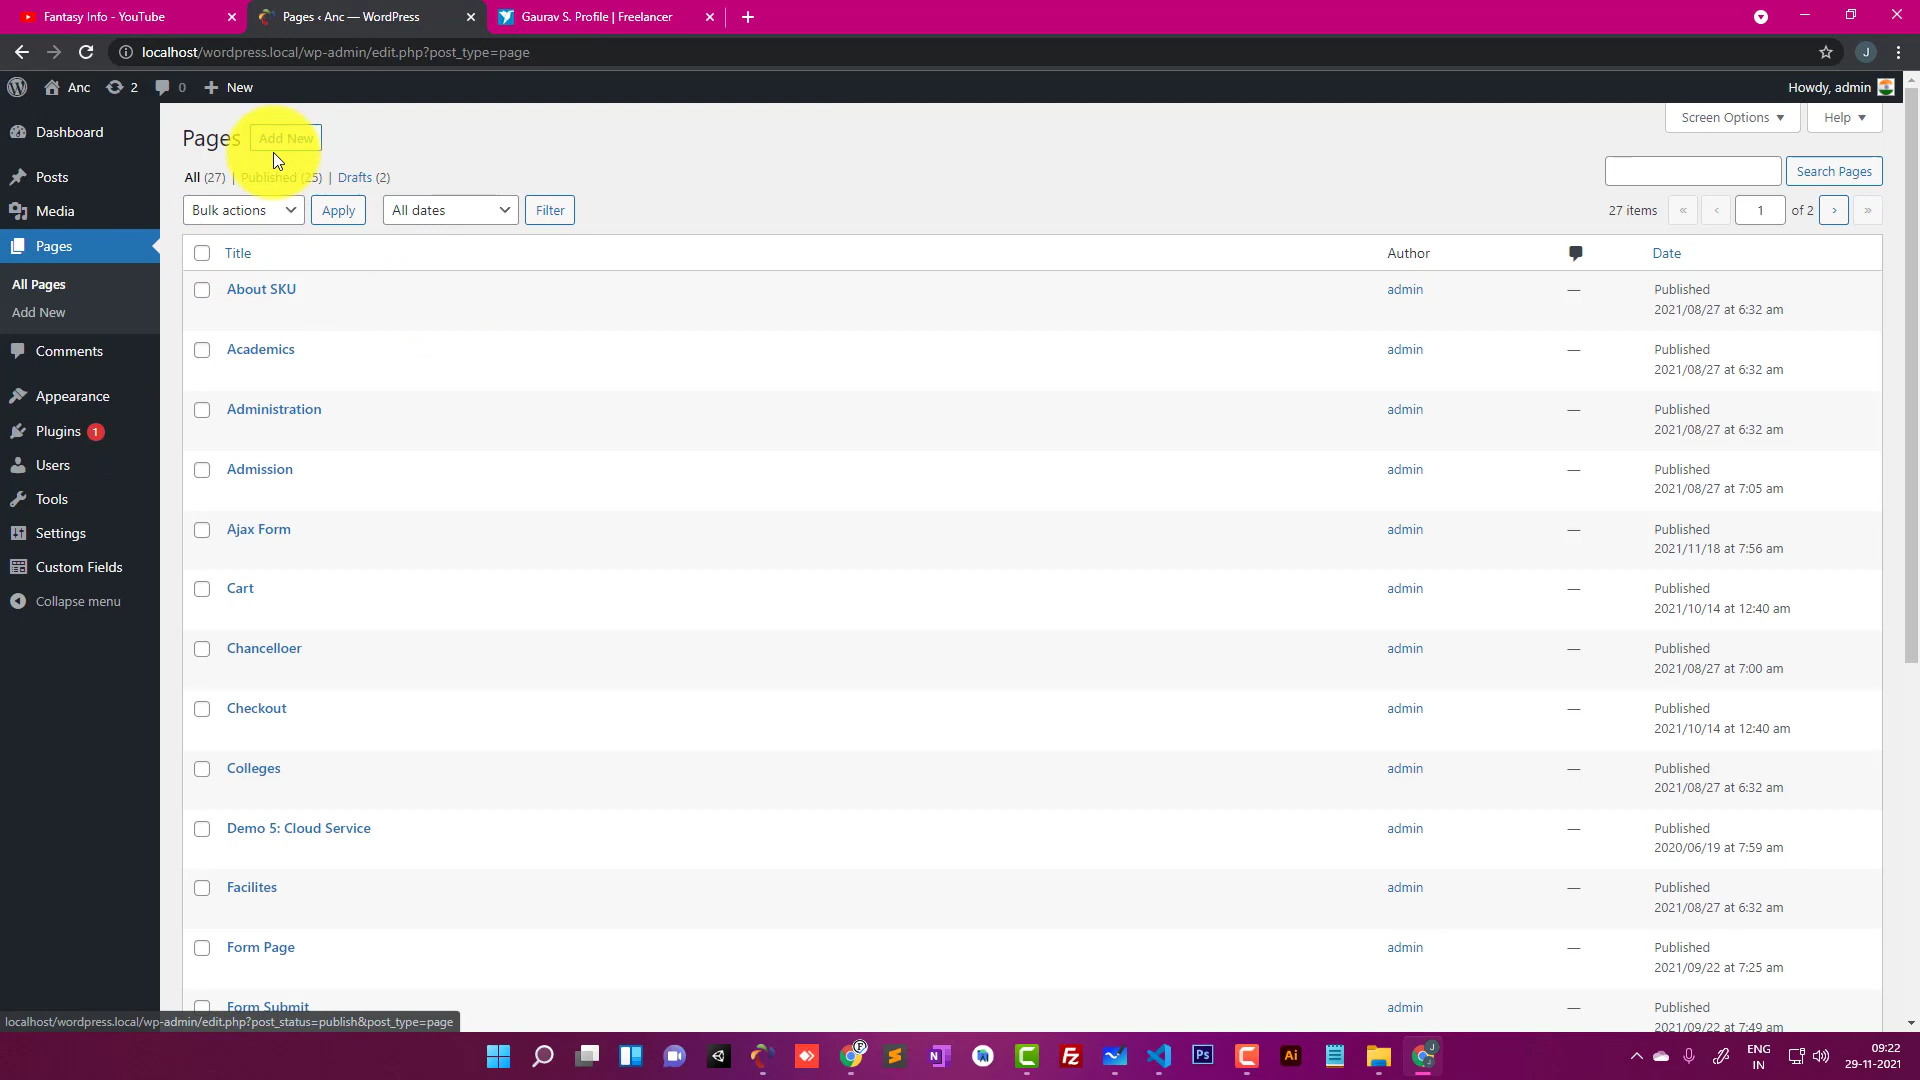 Fantasy Info - YouTube
Pages ‹ Anc — WordPress
Gaurav S. Profile | Freelancer
localhost/wordpress.local/wp-admin/edit.php?post_type=page
J
Anc
2
0
New
Howdy, admin
Dashboard
Posts
Media
Pages
All Pages
Add New
Comments
Appearance
Plugins 1
Users
Tools
Settings
Custom Fields
Collapse menu
Pages
Add New
Screen Options
Help
All (27) | Published (25) | Drafts (2)
Search Pages
Bulk actions
Apply
All dates
Filter
27 items « ‹ 1 of 2 › »
Title Author Date
About SKU admin — Published
2021/08/27 at 6:32 am
Academics admin — Published
2021/08/27 at 6:32 am
Administration admin — Published
2021/08/27 at 6:32 am
Admission admin — Published
2021/08/27 at 7:05 am
Ajax Form admin — Published
2021/11/18 at 7:56 am
Cart admin — Published
2021/10/14 at 12:40 am
Chancelloer admin — Published
2021/08/27 at 7:00 am
Checkout admin — Published
2021/10/14 at 12:40 am
Colleges admin — Published
2021/08/27 at 6:32 am
Demo 5: Cloud Service admin — Published
2020/06/19 at 7:59 am
Facilites admin — Published
2021/08/27 at 6:32 am
Form Page admin — Published
2021/09/22 at 7:25 am
Form Submit admin — Published
2021/09/22 at 7:49 am
localhost/wordpress.local/wp-admin/edit.php?post_status=publish&post_type=page
F
N
Fz
Ps
Ai
J
ENG
IN
09:22
29-11-2021